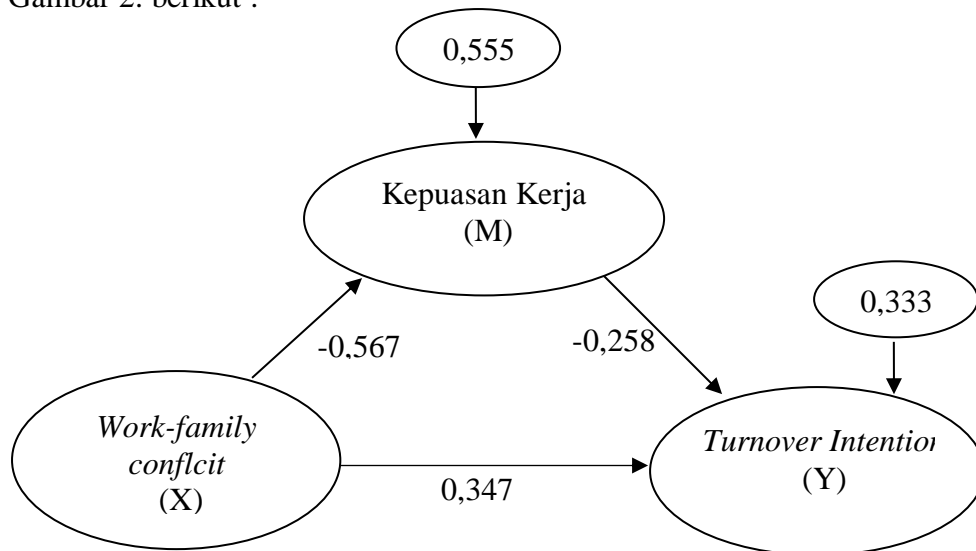 Gambar 2. berikut :
0,555
Kepuasan Kerja
(M)
0,333
-0,567
-0,258
Work-family
conflcit
(X)
Turnover Intention
(Y)
0,347